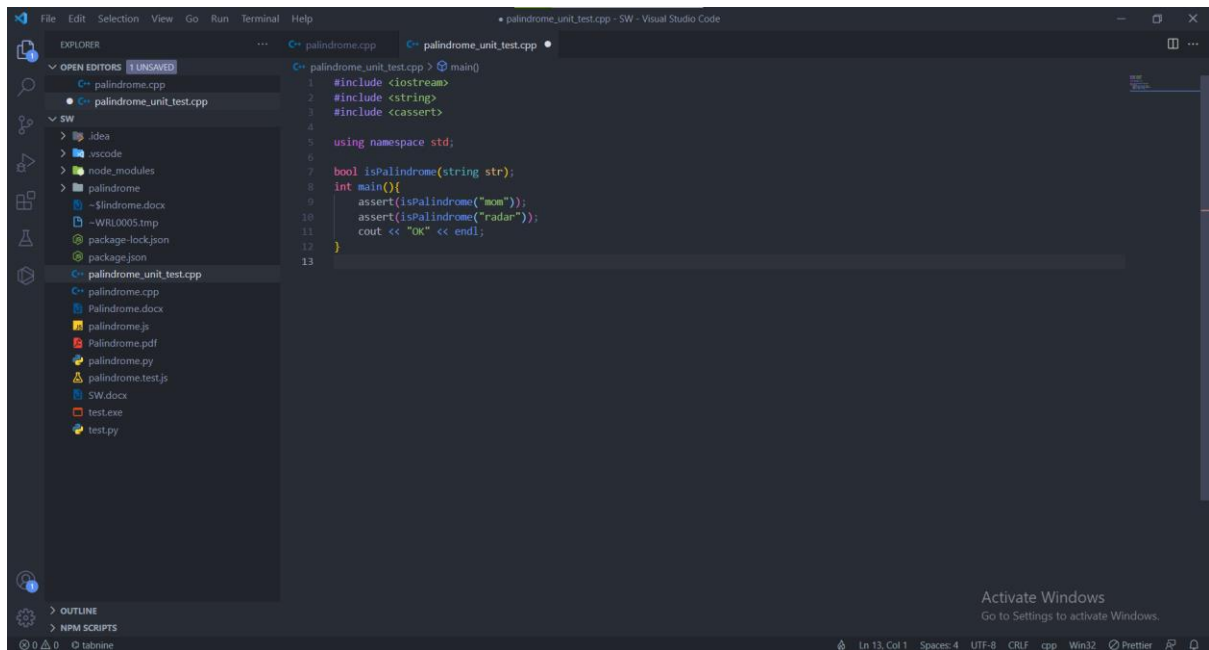 File Edit Selection View Go Run Terminal Help
● palindrome_unit_test.cpp - SW - Visual Studio Code
EXPLORER
palindrome.cpp palindrome_unit_test.cpp
OPEN EDITORS 1 UNSAVED
palindrome.cpp
palindrome_unit_test.cpp
SW
.idea
.vscode
node_modules
palindrome
~$lindrome.docx
~WRL0005.tmp
package-lock.json
package.json
palindrome_unit_test.cpp
palindrome.cpp
Palindrome.docx
palindrome.js
Palindrome.pdf
palindrome.py
palindrome.test.js
SW.docx
test.exe
test.py
OUTLINE
NPM SCRIPTS
palindrome_unit_test.cpp > main()
1 #include <iostream>
2 #include <string>
3 #include <cassert>
4
5 using namespace std;
6
7 bool isPalindrome(string str);
8 int main(){
9 assert(isPalindrome("mom"));
10 assert(isPalindrome("radar"));
11 cout << "OK" << endl;
12 }
13
Activate Windows
Go to Settings to activate Windows.
0 0 tabnine
Ln 13, Col 1 Spaces: 4 UTF-8 CRLF cpp Win32 Prettier